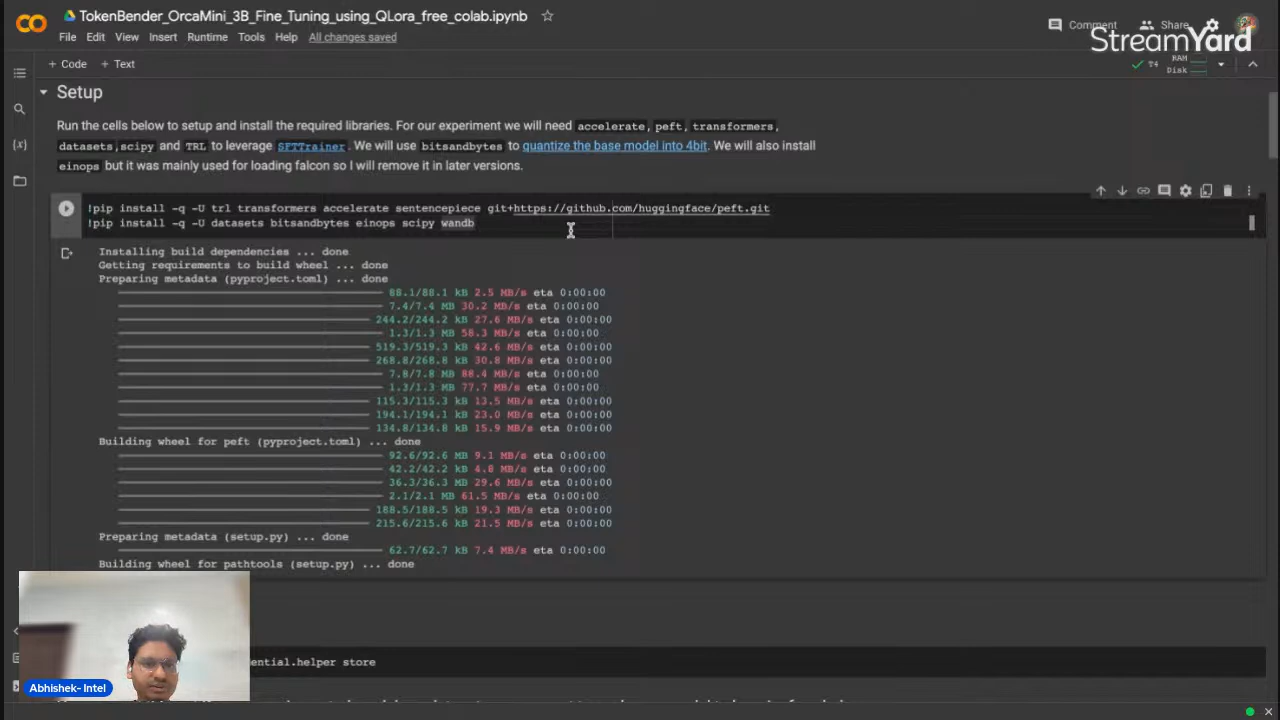 TokenBender_OrcaMini_3B_Fine_Tuning_using_QLora_free_colab.ipynb
Comment Share
StreamYard
File Edit View Insert Runtime Tools Help All changes saved
+ Code + Text
T4 RAM Disk
Setup
Run the cells below to setup and install the required libraries. For our experiment we will need accelerate, peft, transformers,
datasets,scipy and TRL to leverage SFTTrainer. We will use bitsandbytes to quantize the base model into 4bit. We will also install
einops but it was mainly used for loading falcon so I will remove it in later versions.
!pip install -q -U trl transformers accelerate sentencepiece git+https://github.com/huggingface/peft.git
!pip install -q -U datasets bitsandbytes einops scipy wandb
Installing build dependencies ... done
Getting requirements to build wheel ... done
Preparing metadata (pyproject.toml) ... done
88.1/88.1 kB 2.5 MB/s eta 0:00:00
7.4/7.4 MB 30.2 MB/s eta 0:00:00
244.2/244.2 kB 27.6 MB/s eta 0:00:00
1.3/1.3 MB 58.3 MB/s eta 0:00:00
519.3/519.3 kB 42.6 MB/s eta 0:00:00
268.8/268.8 kB 30.8 MB/s eta 0:00:00
7.8/7.8 MB 88.4 MB/s eta 0:00:00
1.3/1.3 MB 77.7 MB/s eta 0:00:00
115.3/115.3 kB 13.5 MB/s eta 0:00:00
194.1/194.1 kB 23.0 MB/s eta 0:00:00
134.8/134.8 kB 15.9 MB/s eta 0:00:00
Building wheel for peft (pyproject.toml) ... done
92.6/92.6 kB 9.1 MB/s eta 0:00:00
42.2/42.2 kB 4.8 MB/s eta 0:00:00
36.3/36.3 kB 29.6 MB/s eta 0:00:00
2.1/2.1 MB 61.5 MB/s eta 0:00:00
188.5/188.5 kB 19.3 MB/s eta 0:00:00
215.6/215.6 kB 21.5 MB/s eta 0:00:00
Preparing metadata (setup.py) ... done
62.7/62.7 kB 7.4 MB/s eta 0:00:00
Building wheel for pathtools (setup.py) ... done
ential.helper store
Abhishek- Intel